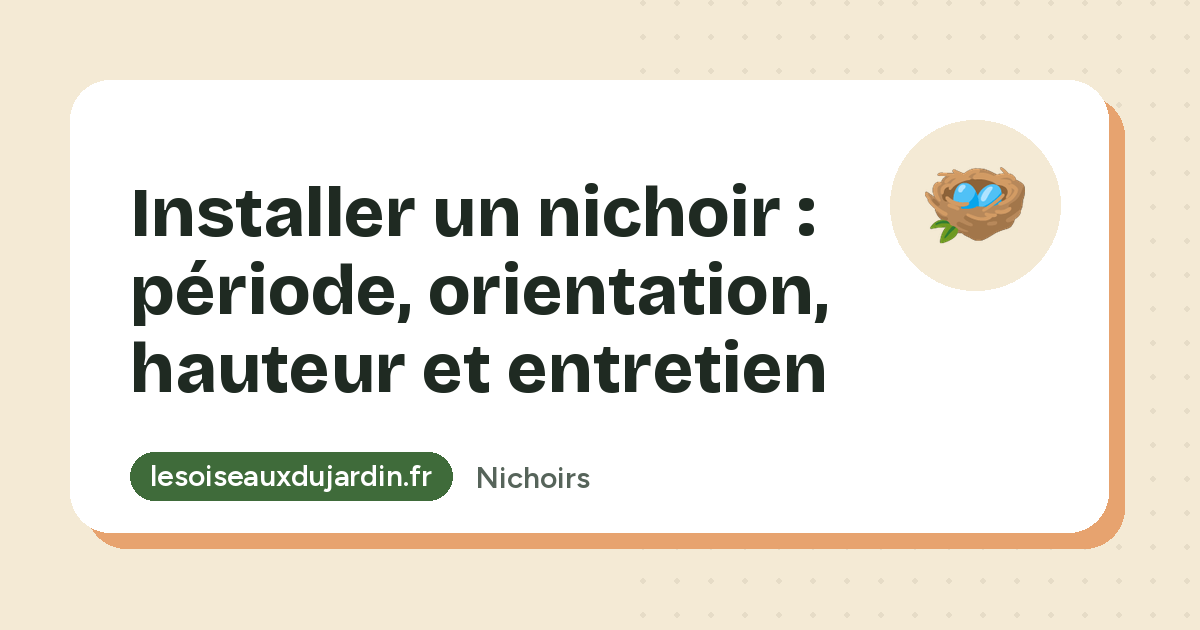 Installer un nichoir :
période, orientation,
hauteur et entretien
lesoiseauxdujardin.fr
Nichoirs